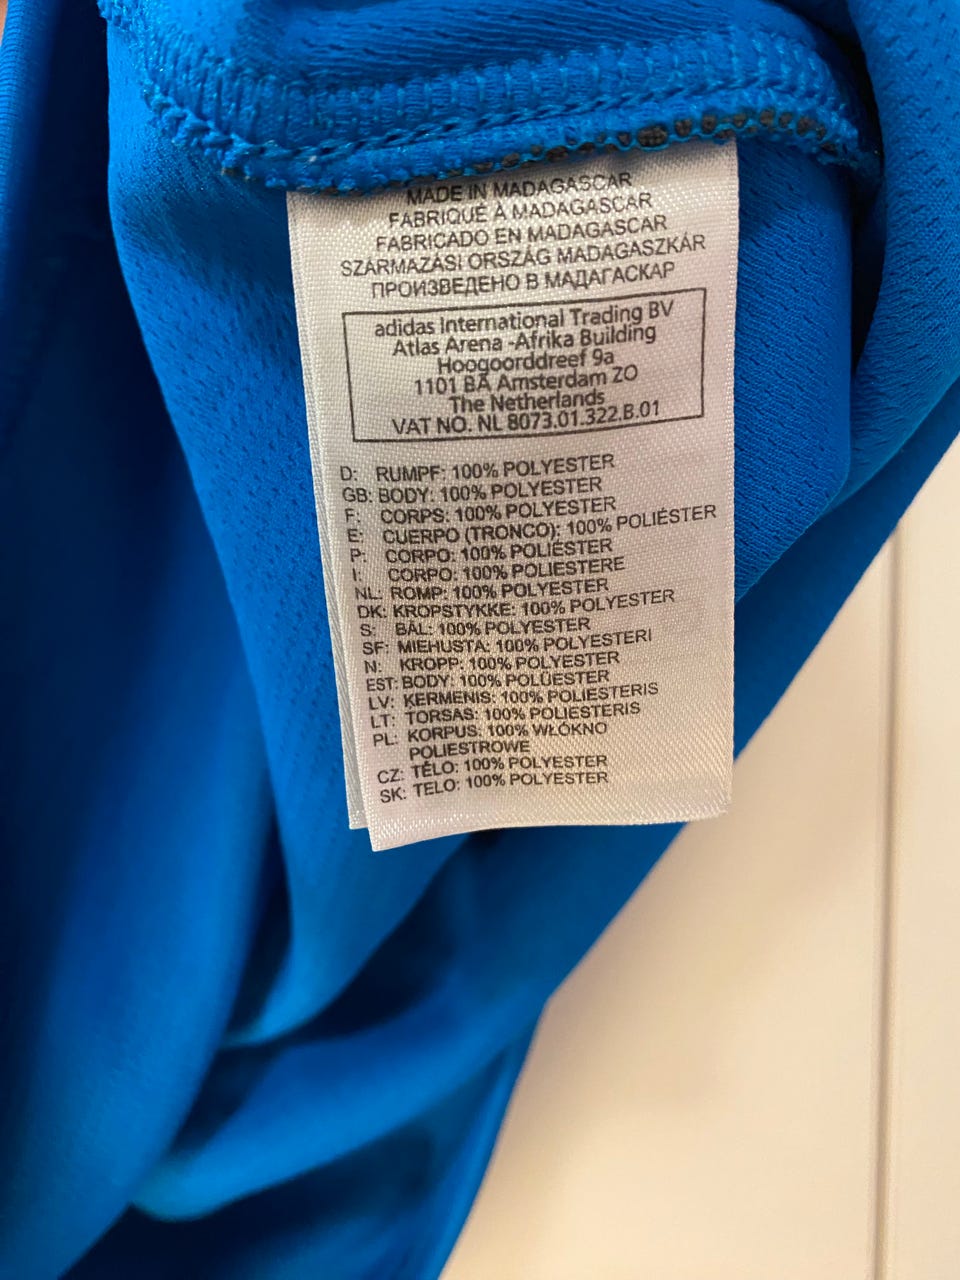 MADE IN MADAGASCAR
FABRIQUÉ À MADAGASCAR
FABRICADO EN MADAGASCAR
SZÁRMAZÁSI ORSZÁG MADAGASZKÁR
ПРОИЗВЕДЕНО В МАДАГАСКАР
adidas International Trading BV
Atlas Arena -Afrika Building
Hoogoorddreef 9a
1101 BA Amsterdam ZO
The Netherlands
VAT NO. NL 8073.01.322.B.01
D: RUMPF: 100% POLYESTER
GB: BODY: 100% POLYESTER
F: CORPS: 100% POLYESTER
E: CUERPO (TRONCO): 100% POLIÉSTER
P: CORPO: 100% POLIÉSTER
I: CORPO: 100% POLIESTERE
NL: ROMP: 100% POLYESTER
DK: KROPSTYKKE: 100% POLYESTER
S: BÅL: 100% POLYESTER
SF: MIEHUSTA: 100% POLYESTERI
N: KROPP: 100% POLYESTER
EST: BODY: 100% POLÜESTER
LV: KERMENIS: 100% POLIESTERIS
LT: TORSAS: 100% POLIESTERIS
PL: KORPUS: 100% WŁÓKNO
POLIESTROWE
CZ: TĚLO: 100% POLYESTER
SK: TELO: 100% POLYESTER